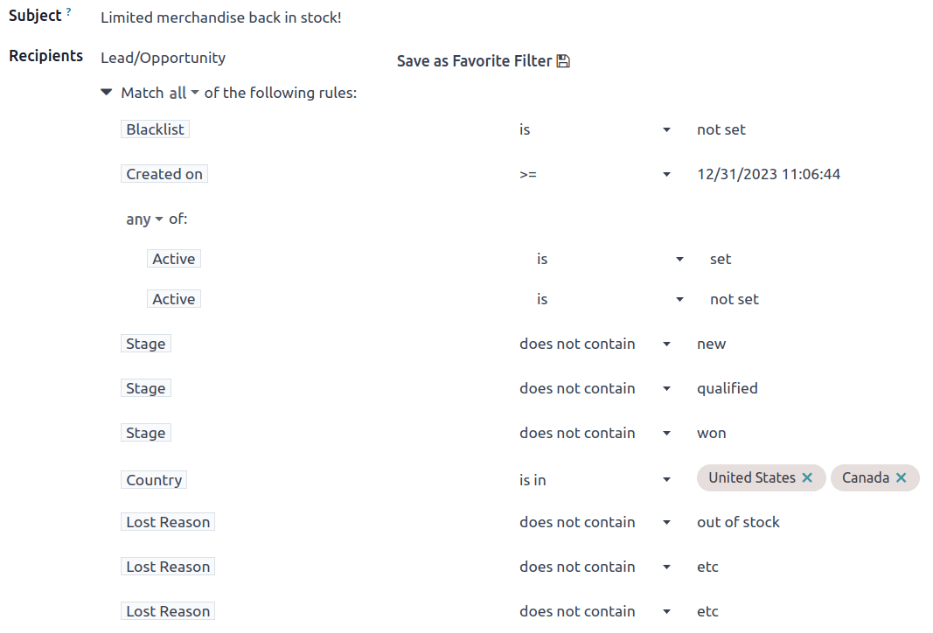 Subject ? Limited merchandise back in stock!
Recipients Lead/Opportunity Save as Favorite Filter
Match all of the following rules:
Blacklist is not set
Created on >= 12/31/2023 11:06:44
any of:
Active is set
Active is not set
Stage does not contain new
Stage does not contain qualified
Stage does not contain won
Country is in United States × Canada ×
Lost Reason does not contain out of stock
Lost Reason does not contain etc
Lost Reason does not contain etc